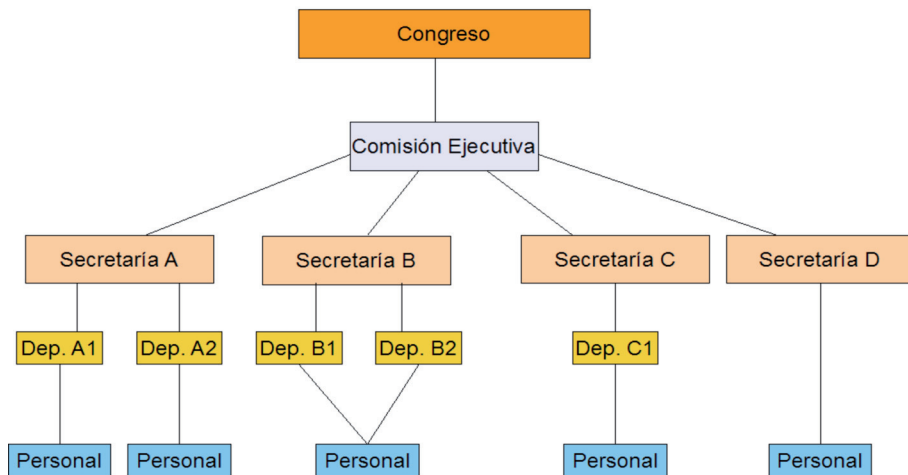 Congreso
Comisión Ejecutiva
Secretaría A
Secretaría B
Secretaría C
Secretaría D
Dep. A1
Dep. A2
Dep. B1
Dep. B2
Dep. C1
Personal
Personal
Personal
Personal
Personal